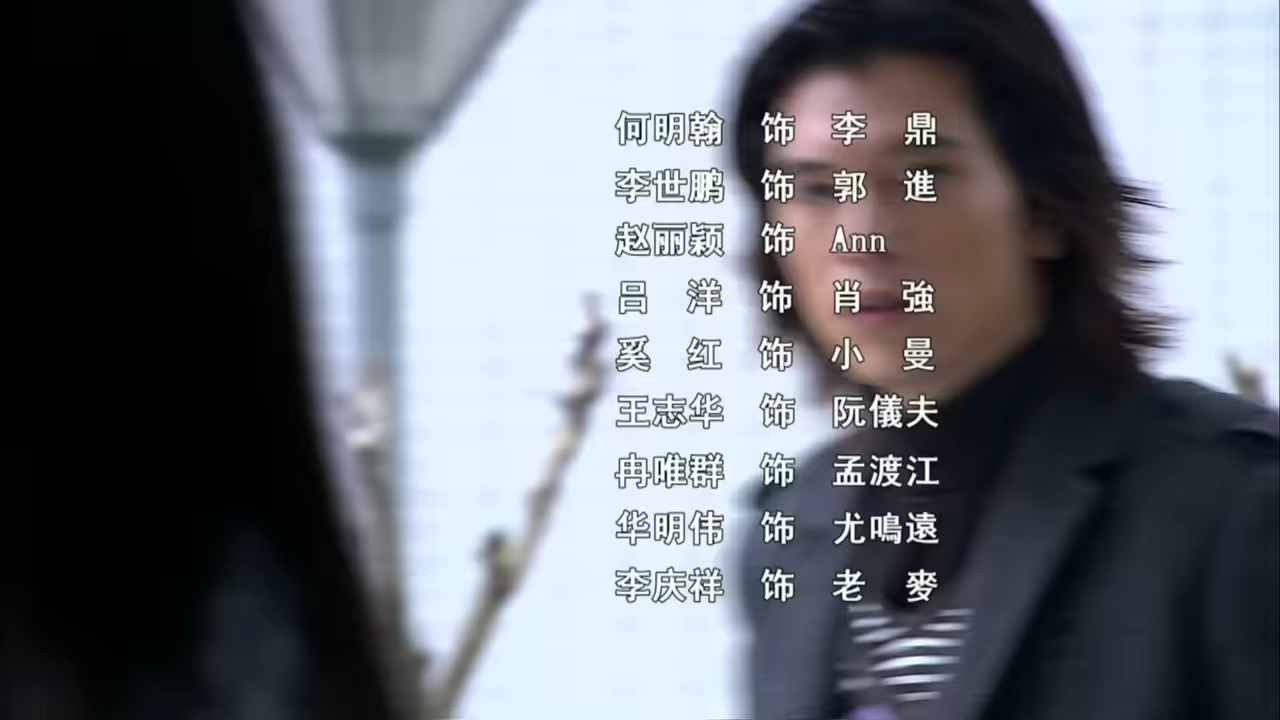 何明翰 饰 李 鼎
李世鹏 饰 郭 進
赵丽颖 饰 Ann
吕 洋 饰 肖 強
奚 红 饰 小 曼
王志华 饰 阮儀夫
冉唯群 饰 孟渡江
华明伟 饰 尤鳴遠
李庆祥 饰 老 麥